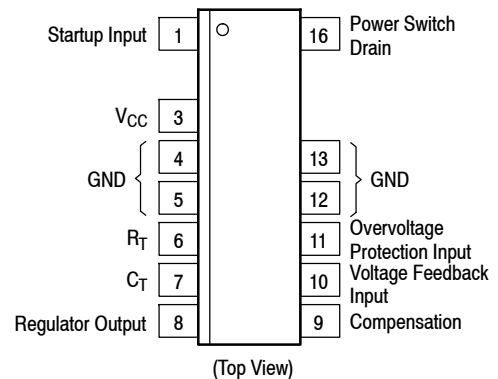 Startup Input 1 16 Power Switch
Drain
VCC 3
4 13
GND GND
5 12
RT 6 11 Overvoltage
Protection Input
CT 7 10 Voltage Feedback
Input
Regulator Output 8 9 Compensation
(Top View)